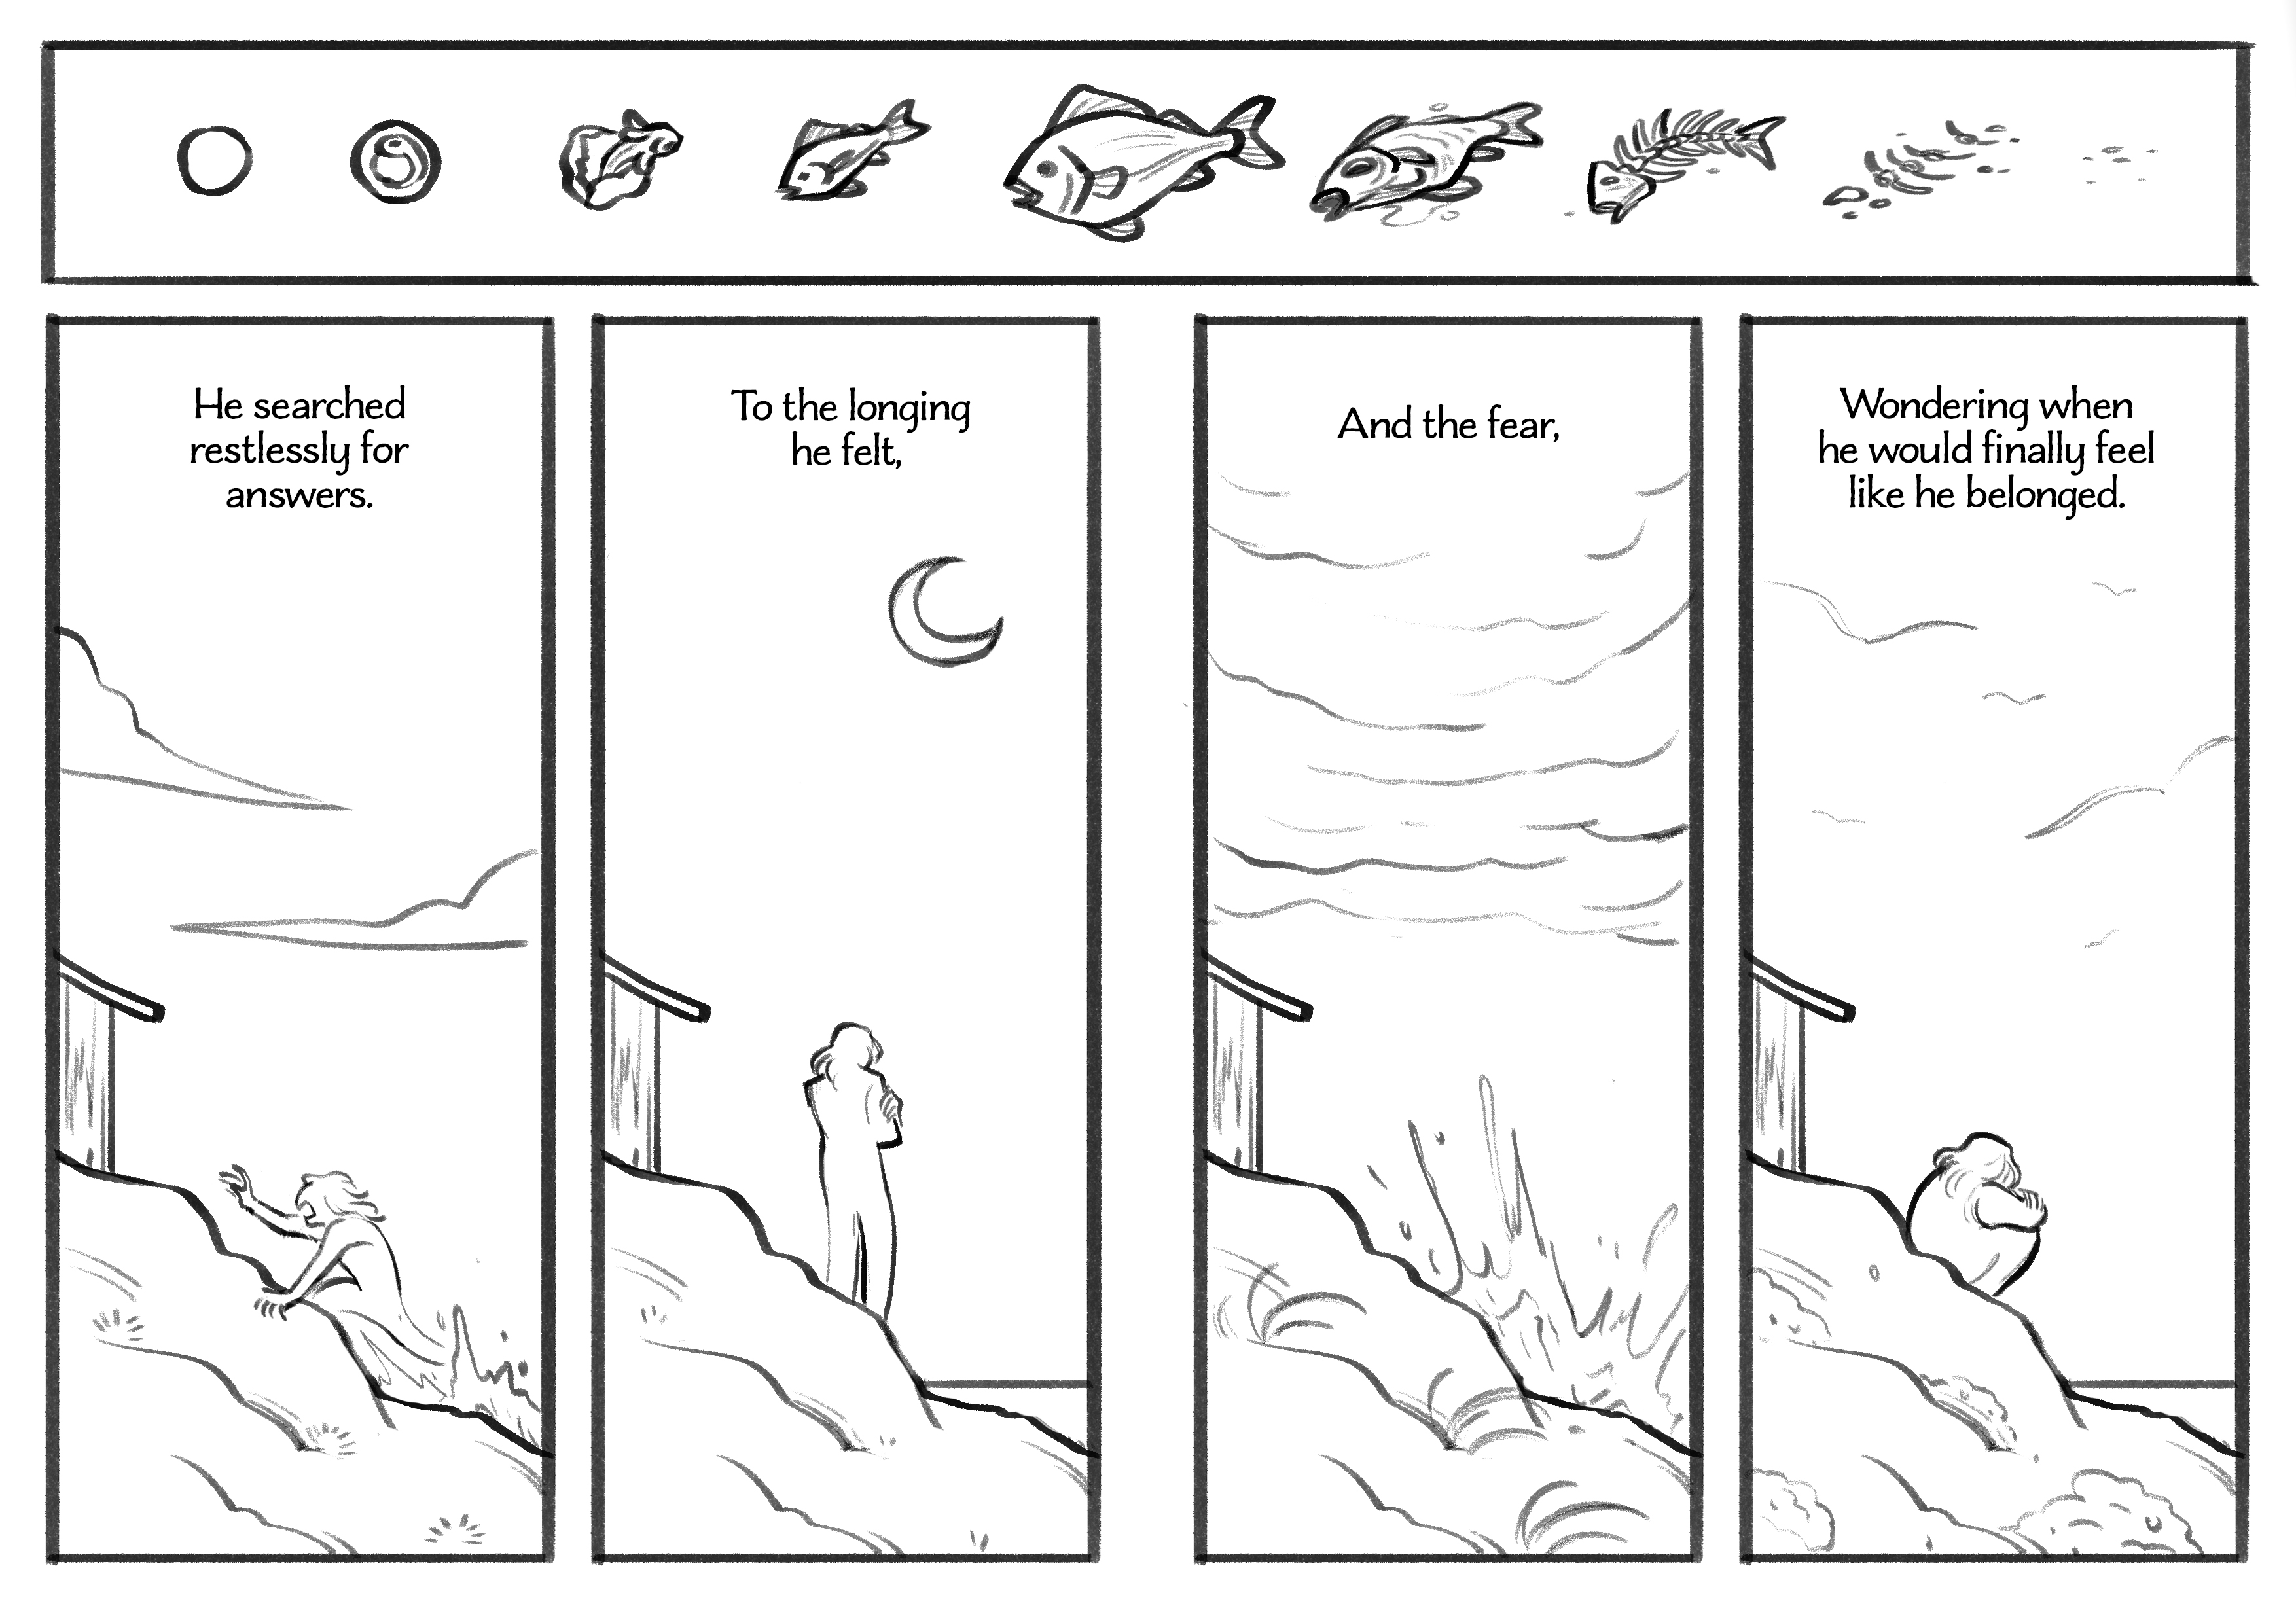 He searched
restlessly for
answers.
To the longing
he felt,
And the fear,
Wondering when
he would finally feel
like he belonged.